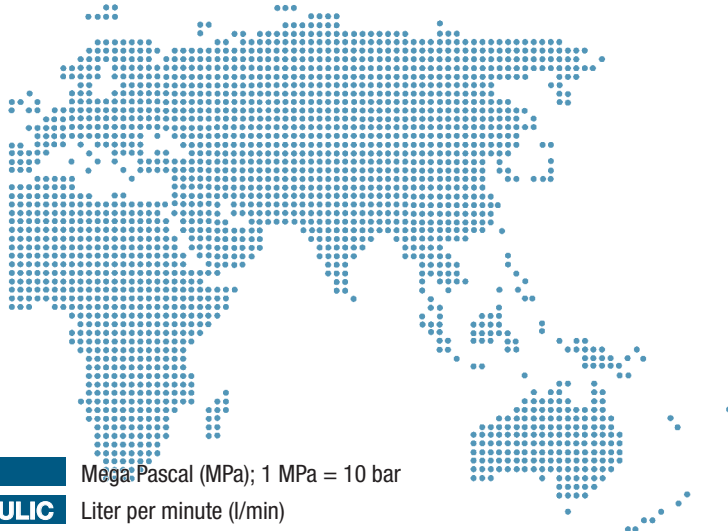 Mega Pascal (MPa); 1 MPa = 10 bar
ULIC Liter per minute (l/min)